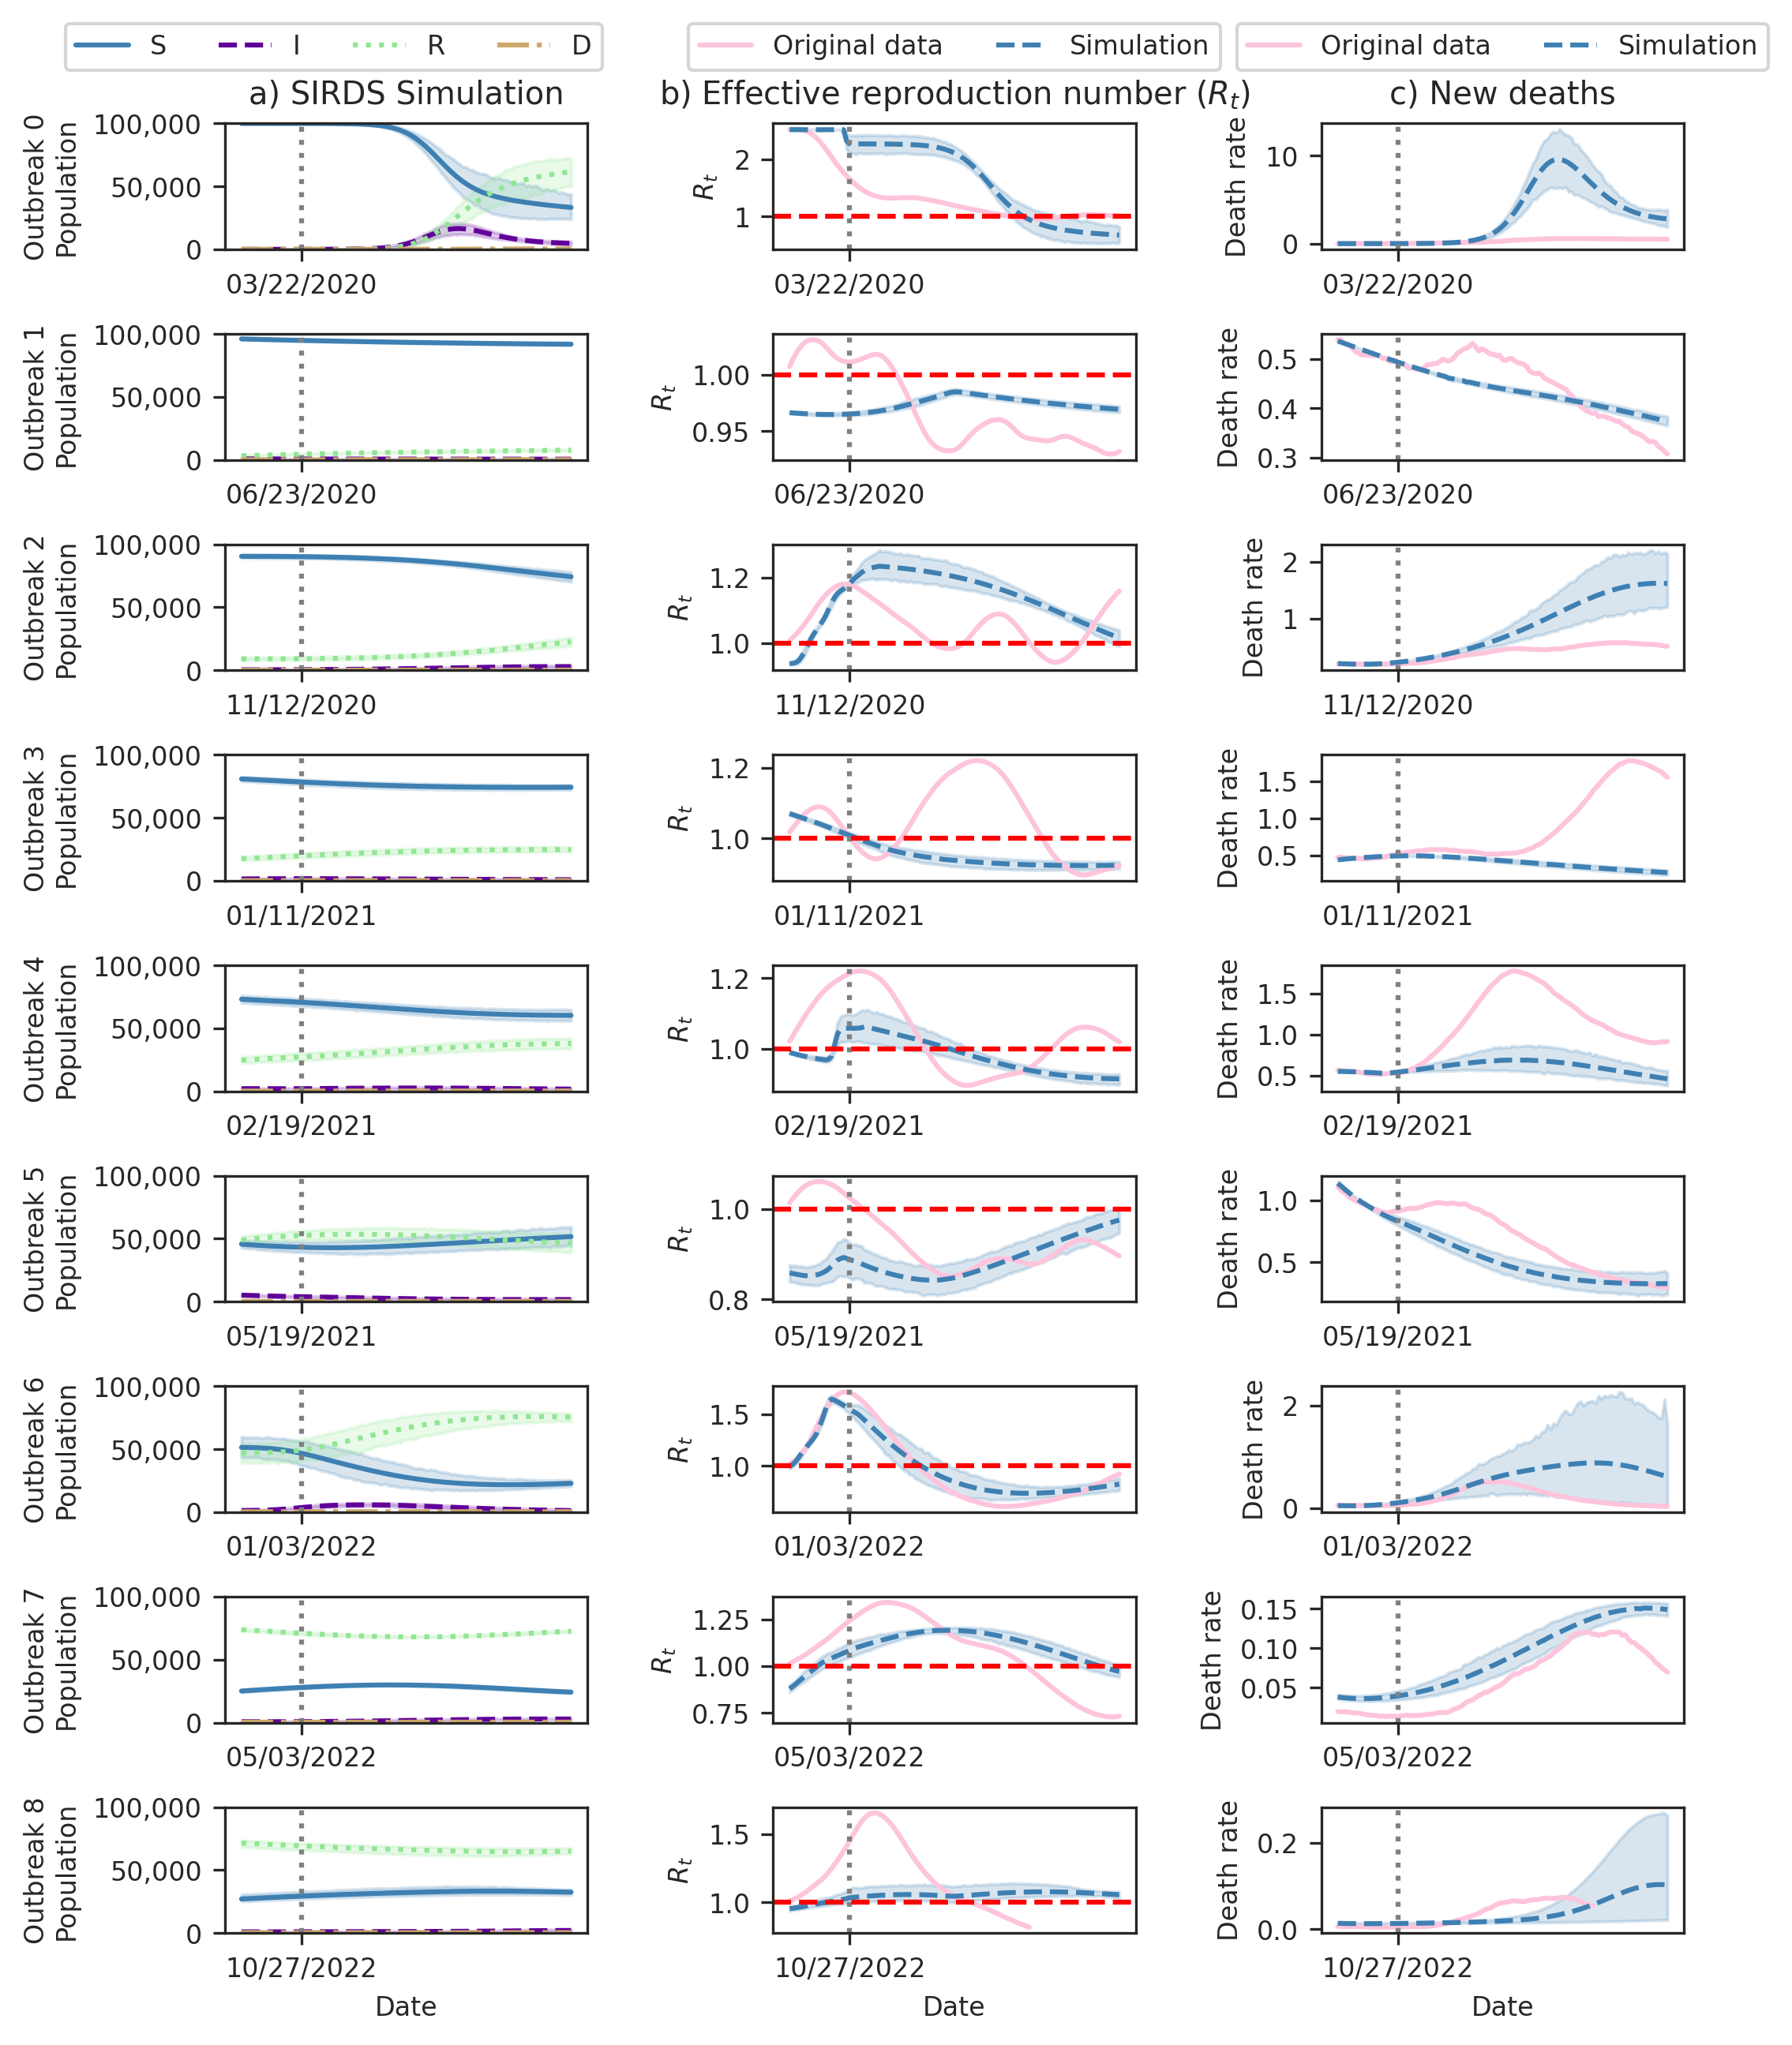 S I R D
Original data Simulation
Original data Simulation
a) SIRDS Simulation
b) Effective reproduction number (Rt)
c) New deaths
Outbreak 0
Population
100,000
50,000
0
03/22/2020
Rt
2
1
03/22/2020
Death rate
10
0
03/22/2020
Outbreak 1
Population
100,000
50,000
0
06/23/2020
Rt
1.00
0.95
06/23/2020
Death rate
0.5
0.4
0.3
06/23/2020
Outbreak 2
Population
100,000
50,000
0
11/12/2020
Rt
1.2
1.0
11/12/2020
Death rate
2
1
11/12/2020
Outbreak 3
Population
100,000
50,000
0
01/11/2021
Rt
1.2
1.0
01/11/2021
Death rate
1.5
1.0
0.5
01/11/2021
Outbreak 4
Population
100,000
50,000
0
02/19/2021
Rt
1.2
1.0
02/19/2021
Death rate
1.5
1.0
0.5
02/19/2021
Outbreak 5
Population
100,000
50,000
0
05/19/2021
Rt
1.0
0.8
05/19/2021
Death rate
1.0
0.5
05/19/2021
Outbreak 6
Population
100,000
50,000
0
01/03/2022
Rt
1.5
1.0
01/03/2022
Death rate
2
0
01/03/2022
Outbreak 7
Population
100,000
50,000
0
05/03/2022
Rt
1.25
1.00
0.75
05/03/2022
Death rate
0.15
0.10
0.05
05/03/2022
Outbreak 8
Population
100,000
50,000
0
10/27/2022
Date
Rt
1.5
1.0
10/27/2022
Date
Death rate
0.2
0.0
10/27/2022
Date